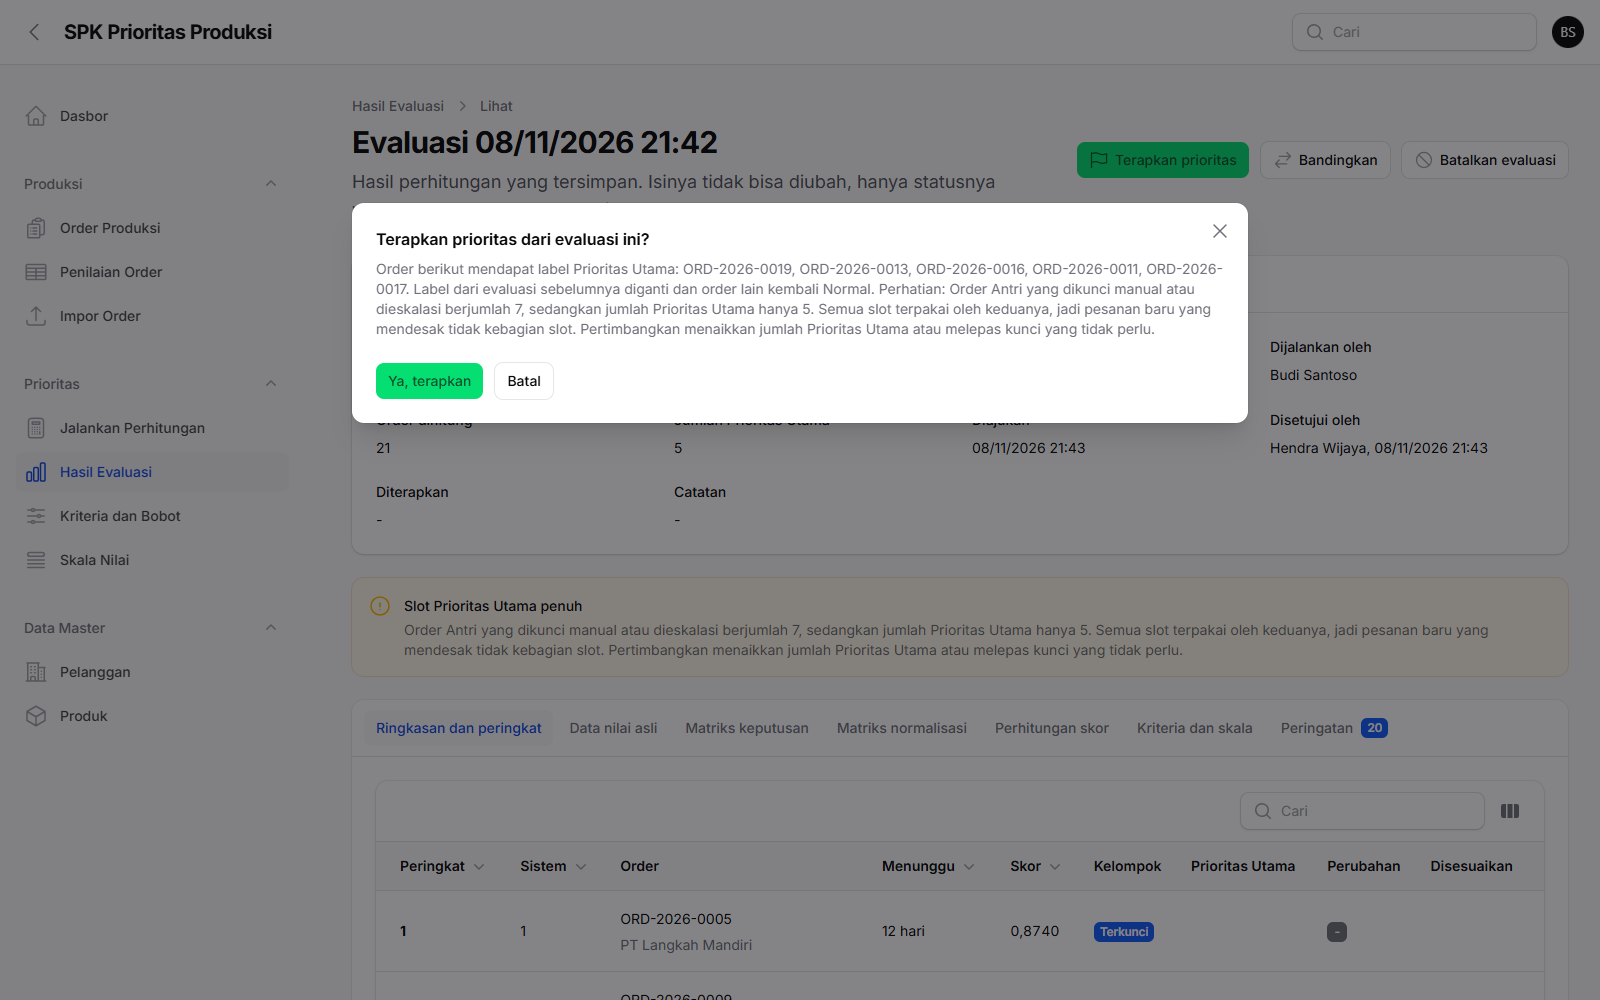 SPK Prioritas Produksi
Cari
BS
Dasbor
Produksi
Order Produksi
Penilaian Order
Impor Order
Prioritas
Jalankan Perhitungan
Hasil Evaluasi
Kriteria dan Bobot
Skala Nilai
Data Master
Pelanggan
Produk
Hasil Evaluasi > Lihat
Evaluasi 08/11/2026 21:42
Hasil perhitungan yang tersimpan. Isinya tidak bisa diubah, hanya statusnya
Terapkan prioritas
Bandingkan
Batalkan evaluasi
Terapkan prioritas dari evaluasi ini?
Order berikut mendapat label Prioritas Utama: ORD-2026-0019, ORD-2026-0013, ORD-2026-0016, ORD-2026-0011, ORD-2026-
0017. Label dari evaluasi sebelumnya diganti dan order lain kembali Normal. Perhatian: Order Antri yang dikunci manual atau
dieskalasi berjumlah 7, sedangkan jumlah Prioritas Utama hanya 5. Semua slot terpakai oleh keduanya, jadi pesanan baru yang
mendesak tidak kebagian slot. Pertimbangkan menaikkan jumlah Prioritas Utama atau melepas kunci yang tidak perlu.
Ya, terapkan
Batal
Dijalankan oleh
Budi Santoso
Order dihitung
21
Jumlah Prioritas Utama
5
Diajukan
08/11/2026 21:43
Disetujui oleh
Hendra Wijaya, 08/11/2026 21:43
Diterapkan
-
Catatan
-
Slot Prioritas Utama penuh
Order Antri yang dikunci manual atau dieskalasi berjumlah 7, sedangkan jumlah Prioritas Utama hanya 5. Semua slot terpakai oleh keduanya, jadi pesanan baru yang
mendesak tidak kebagian slot. Pertimbangkan menaikkan jumlah Prioritas Utama atau melepas kunci yang tidak perlu.
Ringkasan dan peringkat
Data nilai asli
Matriks keputusan
Matriks normalisasi
Perhitungan skor
Kriteria dan skala
Peringatan 20
Cari
Peringkat
Sistem
Order
Menunggu
Skor
Kelompok
Prioritas Utama
Perubahan
Disesuaikan
1
1
ORD-2026-0005
PT Langkah Mandiri
12 hari
0,8740
Terkunci
-
ORD-2026-0009